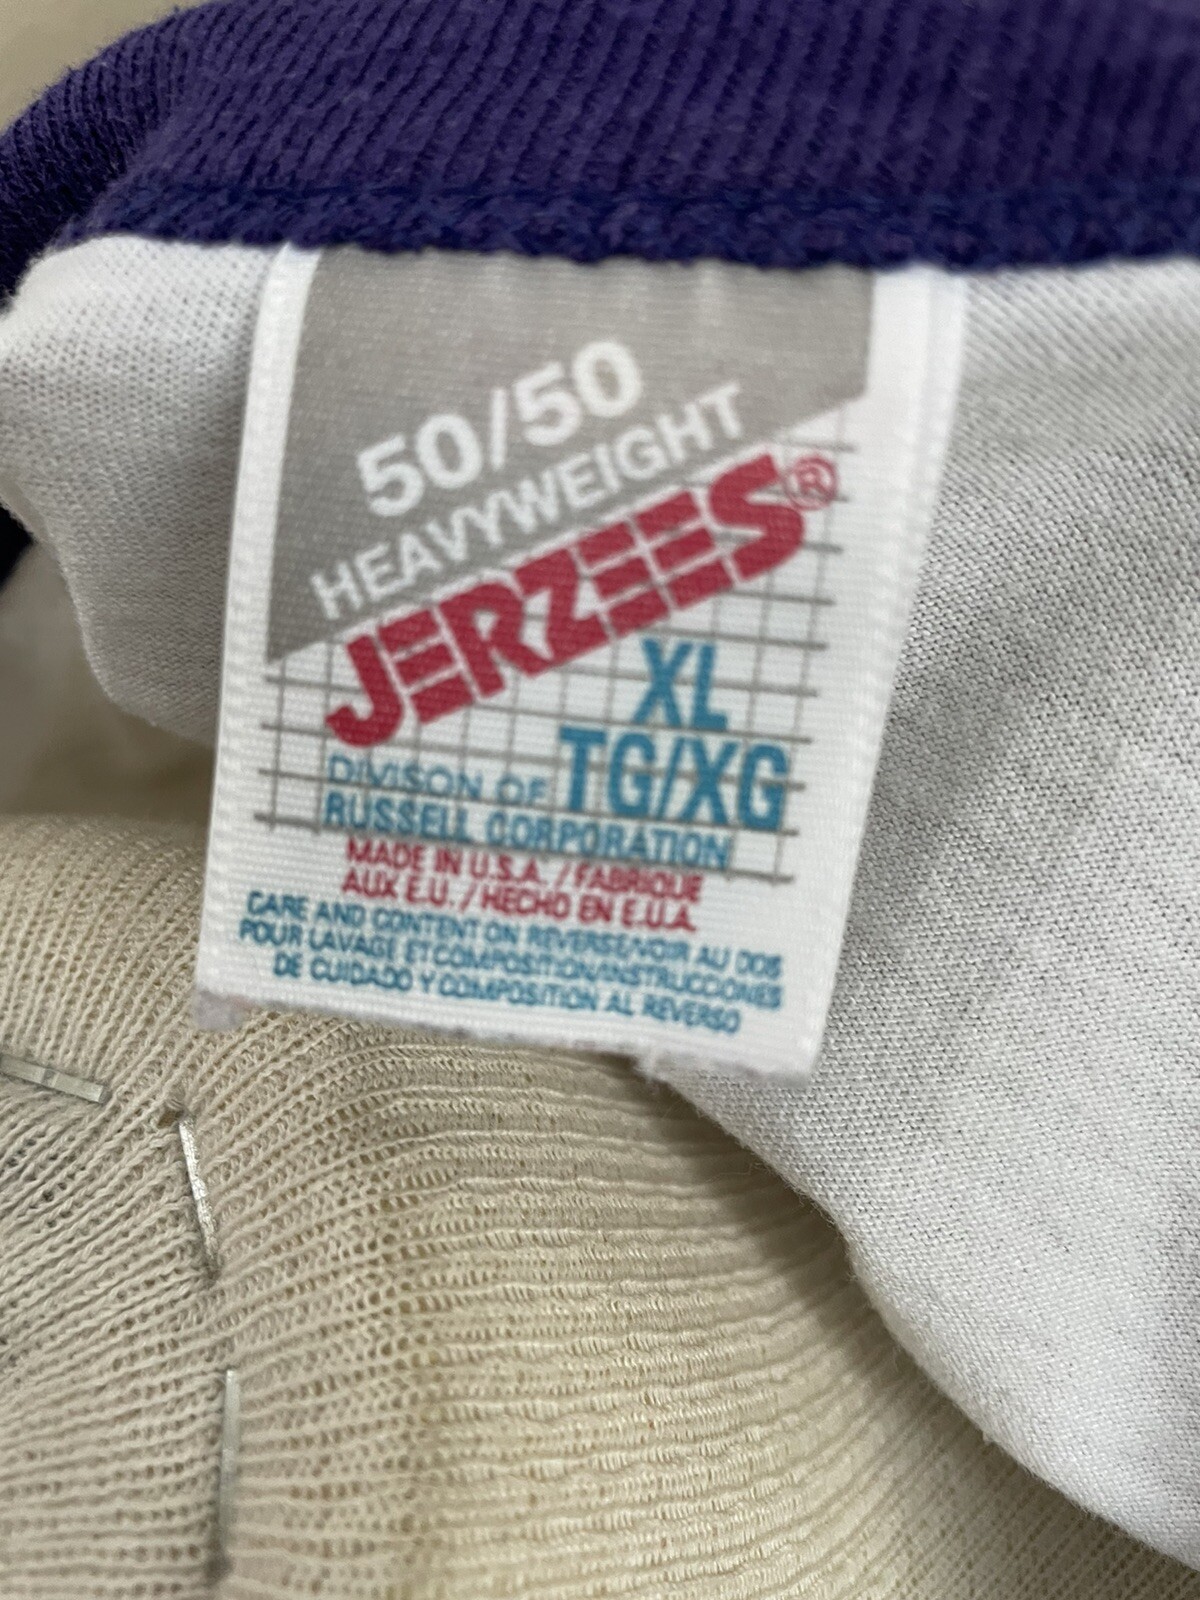 50/50
HEAVYWEIGHT
JERZEES®
XL
TG/XG
DIVISON OF
RUSSELL CORPORATION
MADE IN U.S.A. / FABRIQUE
AUX E.U. / HECHO EN E.U.A.
CARE AND CONTENT ON REVERSE/VOIR AU DOS
POUR LAVAGE ET COMPOSITION/INSTRUCCIONES
DE CUIDADO Y COMPOSITION AL REVERSO